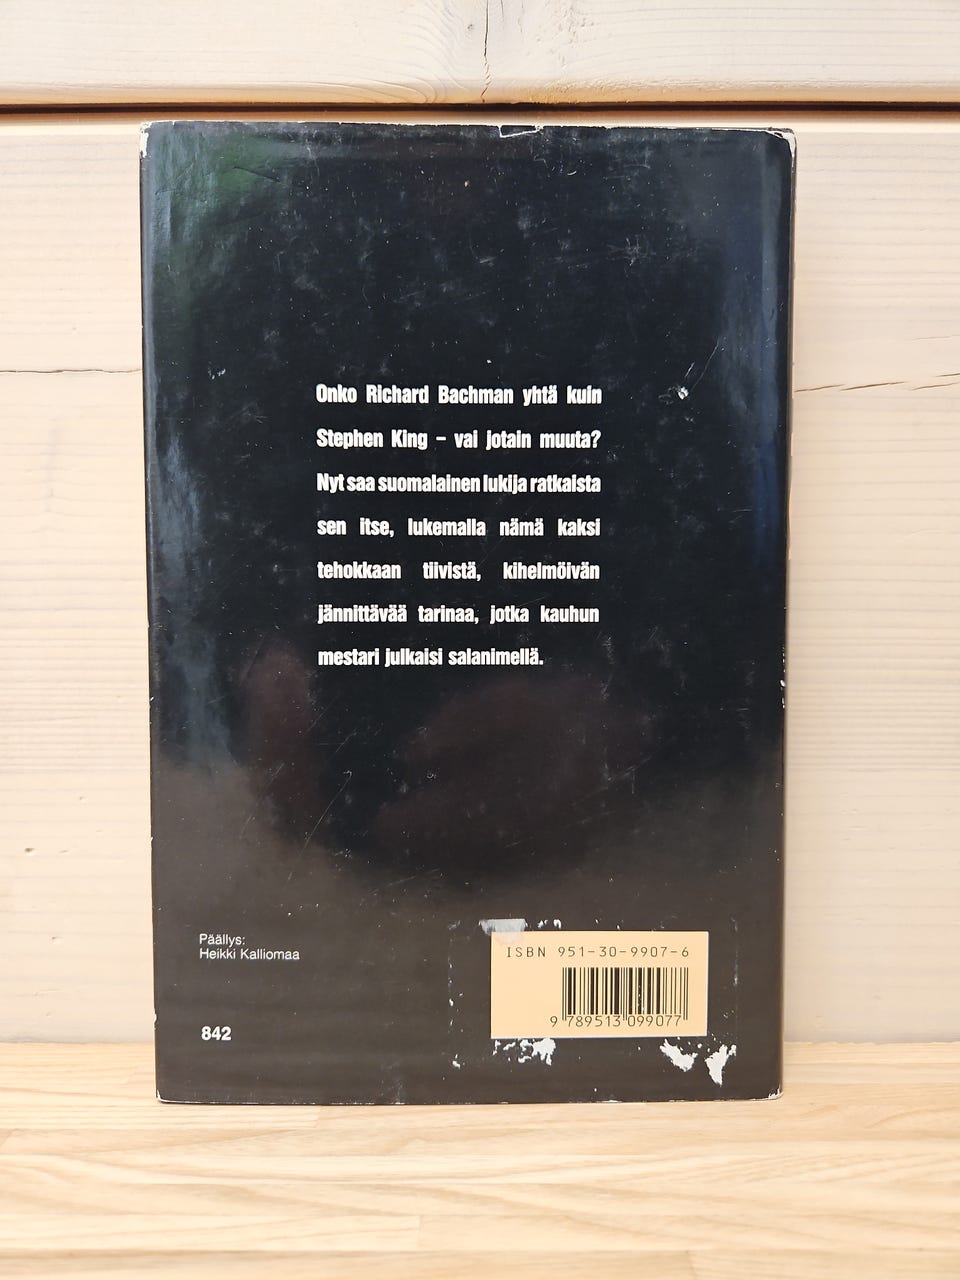 Onko Richard Bachman yhtä kuin
Stephen King – vai jotain muuta?
Nyt saa suomalainen lukija ratkaista
sen itse, lukemalla nämä kaksi
tehokkaan tiivistä, kihelmöivän
jännittävää tarinaa, jotka kauhun
mestari julkaisi salanimellä.
Päällys:
Heikki Kalliomaa
842
ISBN 951-30-9907-6
9 789513 099077